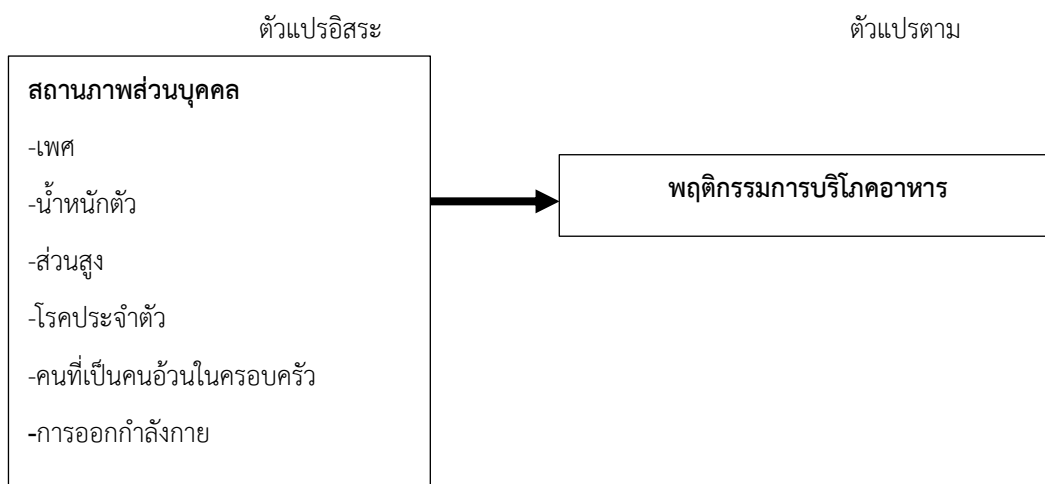 ตัวแปรอิสระ ตัวแปรตาม
สถานภาพส่วนบุคคล
-เพศ
-น้ำหนักตัว
-ส่วนสูง
-โรคประจำตัว
-คนที่เป็นคนอ้วนในครอบครัว
-การออกกำลังกาย
พฤติกรรมการบริโภคอาหาร